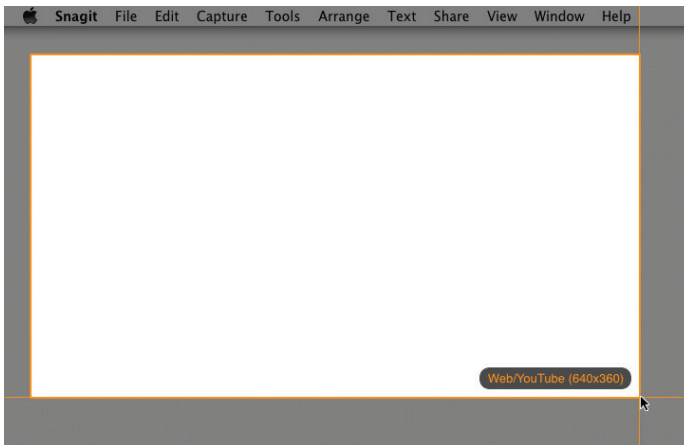 Snagit File Edit Capture Tools Arrange Text Share View Window Help
Web/YouTube (640x360)